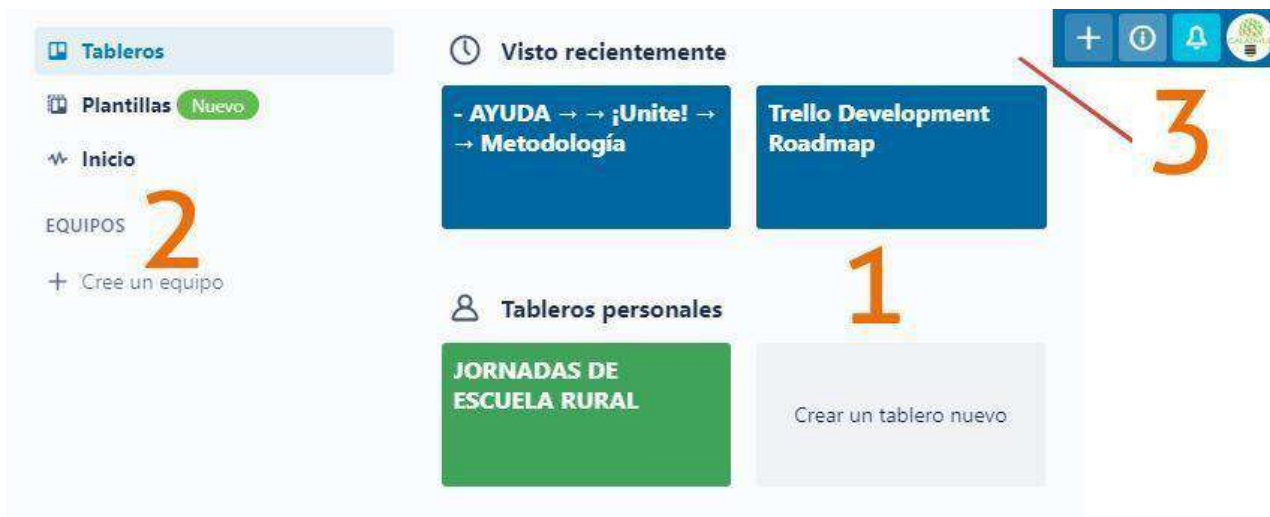 Tableros
Plantillas Nuevo
Inicio
EQUIPOS
2
+ Cree un equipo
Visto recientemente
- AYUDA → → ¡Unite! →
→ Metodología
Trello Development
Roadmap
1
Tableros personales
JORNADAS DE
ESCUELA RURAL
Crear un tablero nuevo
3